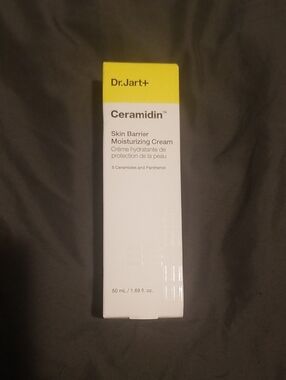 Dr.Jart+
Ceramidin™
Skin Barrier
Moisturizing Cream
Crème hydratante de
protection de la peau
5 Ceramides and Panthenol
50 mL / 1.69 fl. oz.